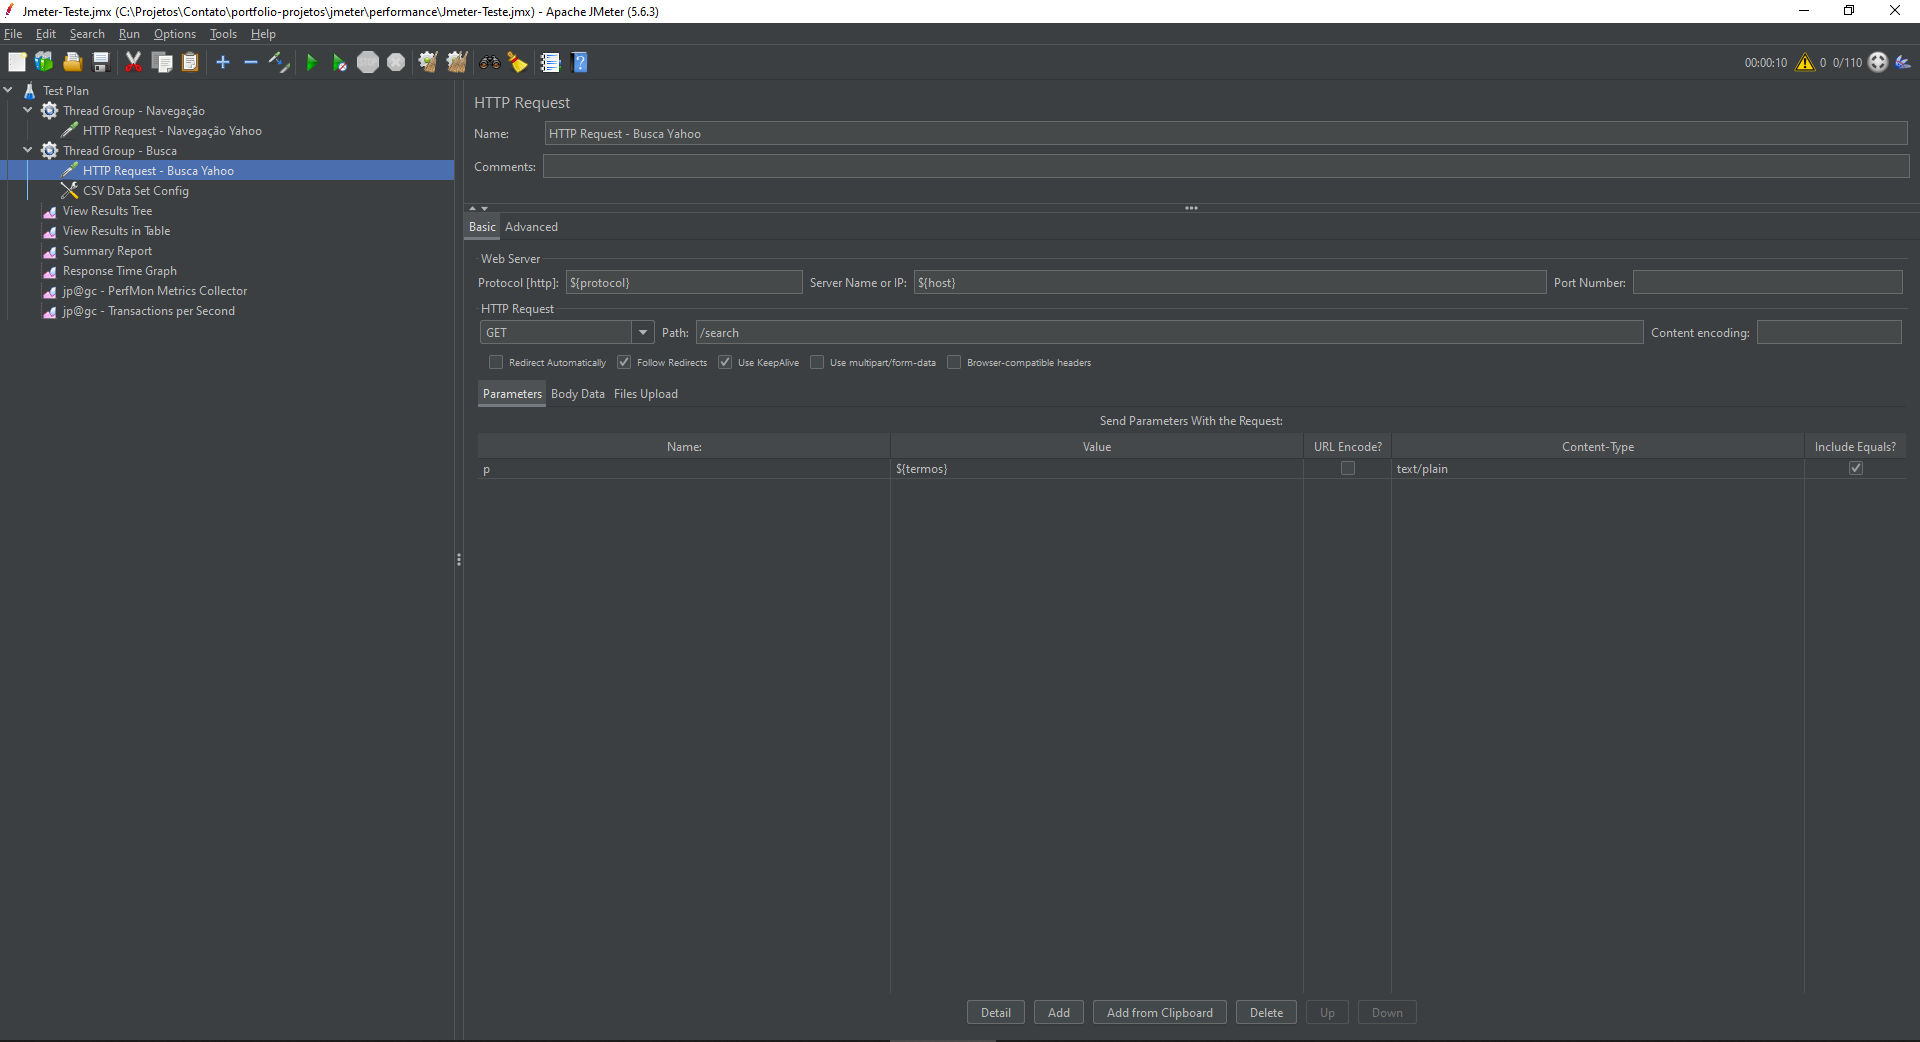 Jmeter-Teste.jmx (C:\Projetos\Contato\portfolio-projetos\jmeter\performance\Jmeter-Teste.jmx) - Apache JMeter (5.6.3)
File Edit Search Run Options Tools Help
STOP 00:00:10 0 0/110
Test Plan
Thread Group - Navegação
HTTP Request - Navegação Yahoo
Thread Group - Busca
HTTP Request - Busca Yahoo
CSV Data Set Config
View Results Tree
View Results in Table
Summary Report
Response Time Graph
jp@gc - PerfMon Metrics Collector
jp@gc - Transactions per Second
HTTP Request
Name: HTTP Request - Busca Yahoo
Comments:
Basic Advanced
Web Server
Protocol [http]: ${protocol} Server Name or IP: ${host} Port Number:
HTTP Request
GET Path: /search Content encoding:
Redirect Automatically Follow Redirects Use KeepAlive Use multipart/form-data Browser-compatible headers
Parameters Body Data Files Upload
Send Parameters With the Request:
Name: Value URL Encode? Content-Type Include Equals?
p ${termos} text/plain
Detail Add Add from Clipboard Delete Up Down